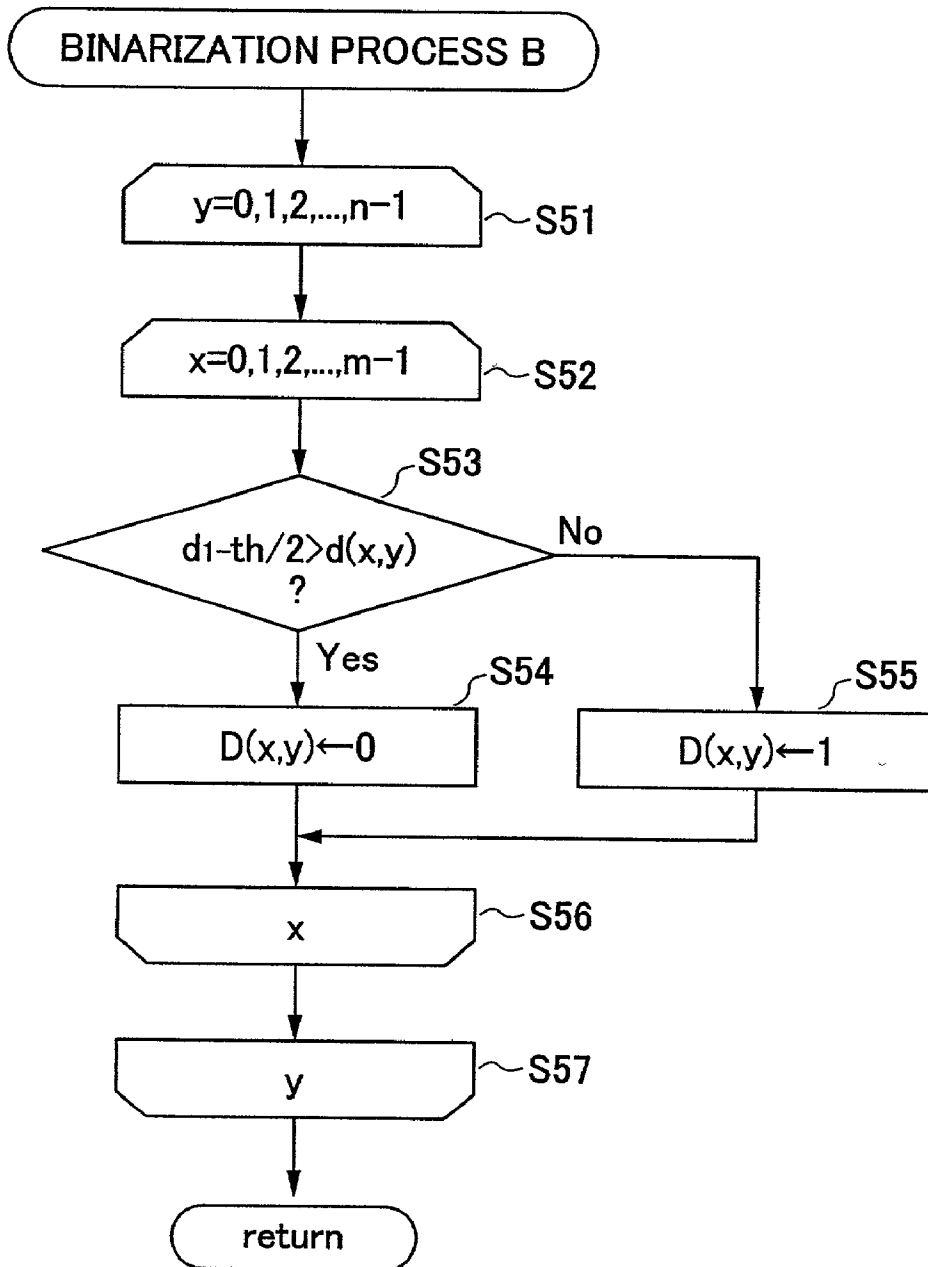 BINARIZATION PROCESS B
y=0,1,2,...,n-1
S51
x=0,1,2,...,m-1
S52
S53
d1-th/2>d(x,y)
?
No
Yes
S54
S55
D(x,y)←0
D(x,y)←1
x
S56
y
S57
return